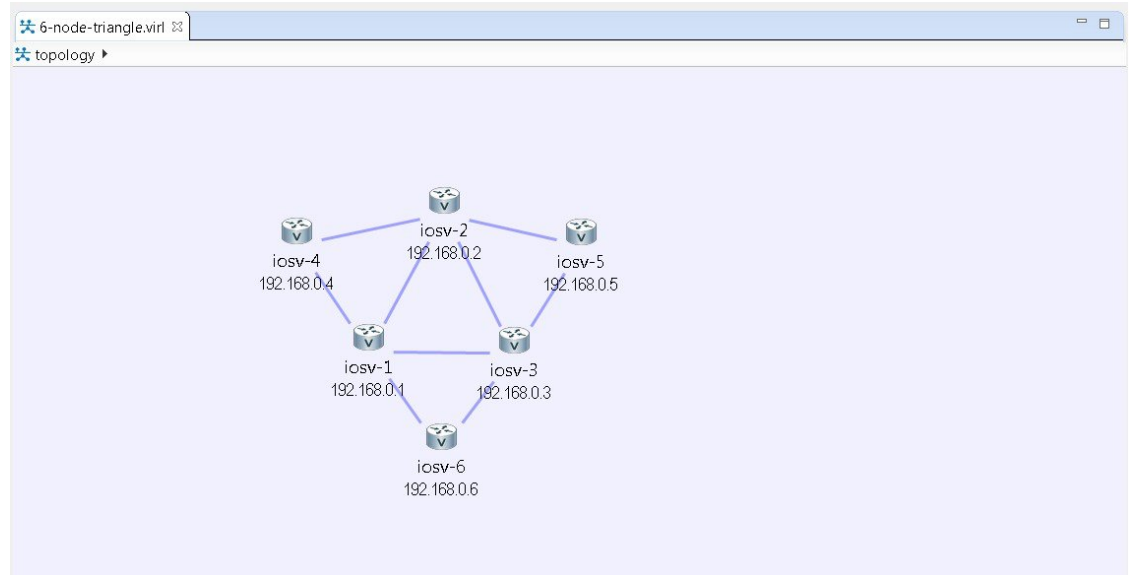 6-node-triangle.virl
topology
V
iosv-2
192.168.0.2
V
iosv-4
192.168.0.4
V
iosv-5
192.168.0.5
V
iosv-1
192.168.0.1
V
iosv-3
192.168.0.3
V
iosv-6
192.168.0.6